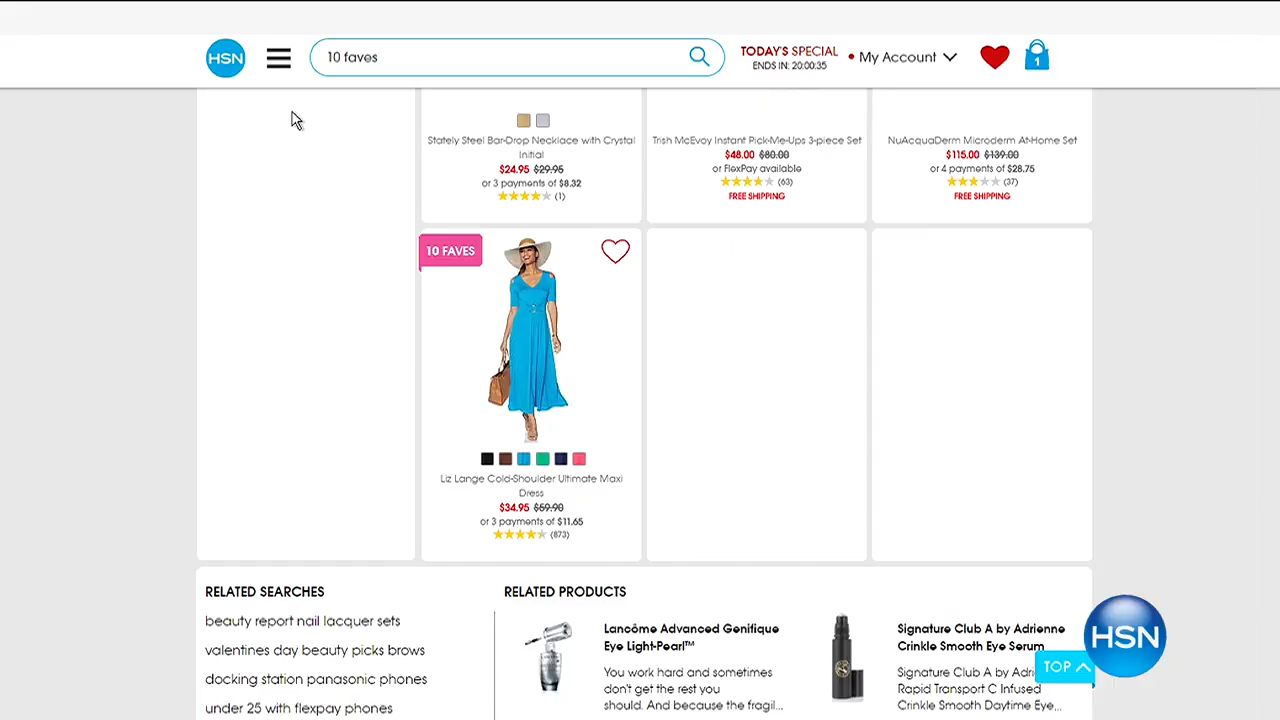 HSN
10 faves
TODAY'S SPECIAL
ENDS IN: 20:00:35
My Account
1
Stately Steel Bar-Drop Necklace with Crystal
Initial
$24.95 $29.95
or 3 payments of $8.32
(1)
Trish McEvoy Instant Pick-Me-Ups 3-piece Set
$48.00 $80.00
or FlexPay available
(63)
FREE SHIPPING
NuAcquaDerm Microderm At-Home Set
$115.00 $139.00
or 4 payments of $28.75
(37)
FREE SHIPPING
10 FAVES
Liz Lange Cold-Shoulder Ultimate Maxi
Dress
$34.95 $59.90
or 3 payments of $11.65
(873)
RELATED SEARCHES
beauty report nail lacquer sets
valentines day beauty picks brows
docking station panasonic phones
under 25 with flexpay phones
RELATED PRODUCTS
Lancôme Advanced Genifique
Eye Light-Pearl™
You work hard and sometimes
don't get the rest you
should. And because the fragil...
Signature Club A by Adrienne
Crinkle Smooth Eye Serum
Signature Club A by Adri
Rapid Transport C Infused
Crinkle Smooth Daytime Eye...
TOP
HSN